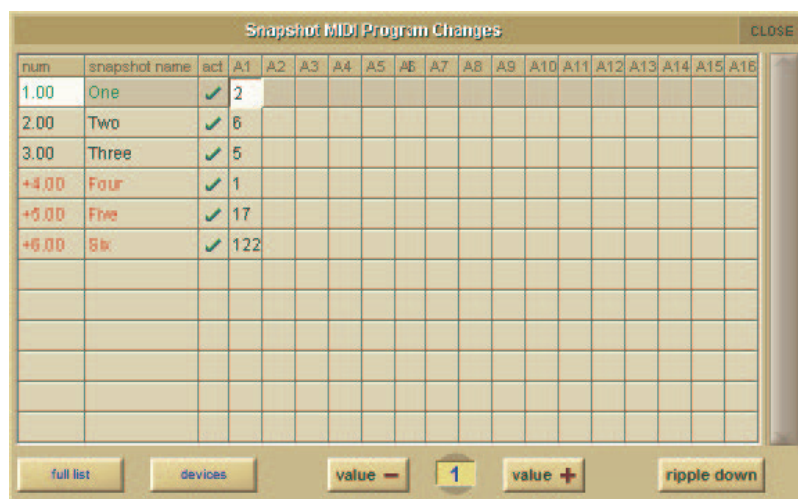 Snapshot MIDI Program Changes CLOSE
num snapshot name act A1 A2 A3 A4 A5 A6 A7 A8 A9 A10 A11 A12 A13 A14 A15 A16
1.00 One ✓ 2
2.00 Two ✓ 6
3.00 Three ✓ 5
+4.00 Four ✓ 1
+5.00 Five ✓ 17
+6.00 Six ✓ 122
full list devices value − 1 value + ripple down